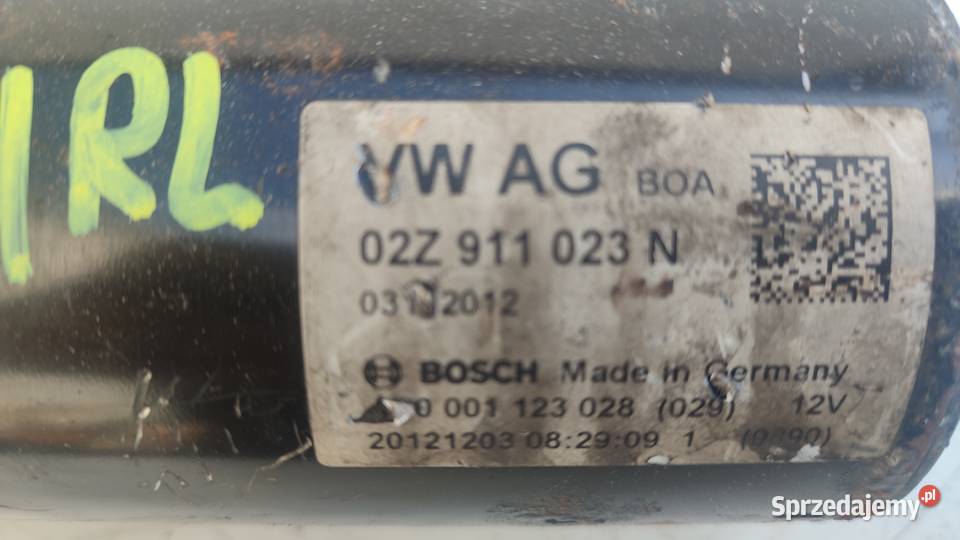 RL
VW AG BOA
02Z 911 023 N
2012
BOSCH Made in Germany
0 001 123 028 (029) 12V
20121203 08:29:09 1 (0890)
Sprzedajemy.pl